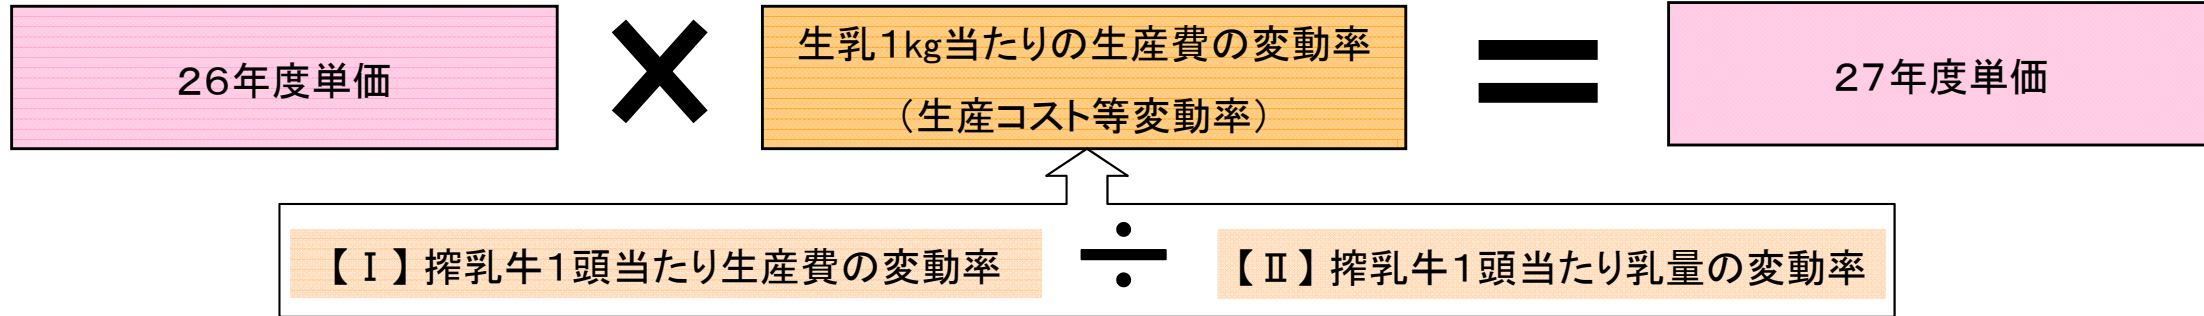 26年度単価
×
生乳1kg当たりの生産費の変動率
(生産コスト等変動率)
=
27年度単価
【Ⅰ】搾乳牛1頭当たり生産費の変動率
÷
【Ⅱ】搾乳牛1頭当たり乳量の変動率